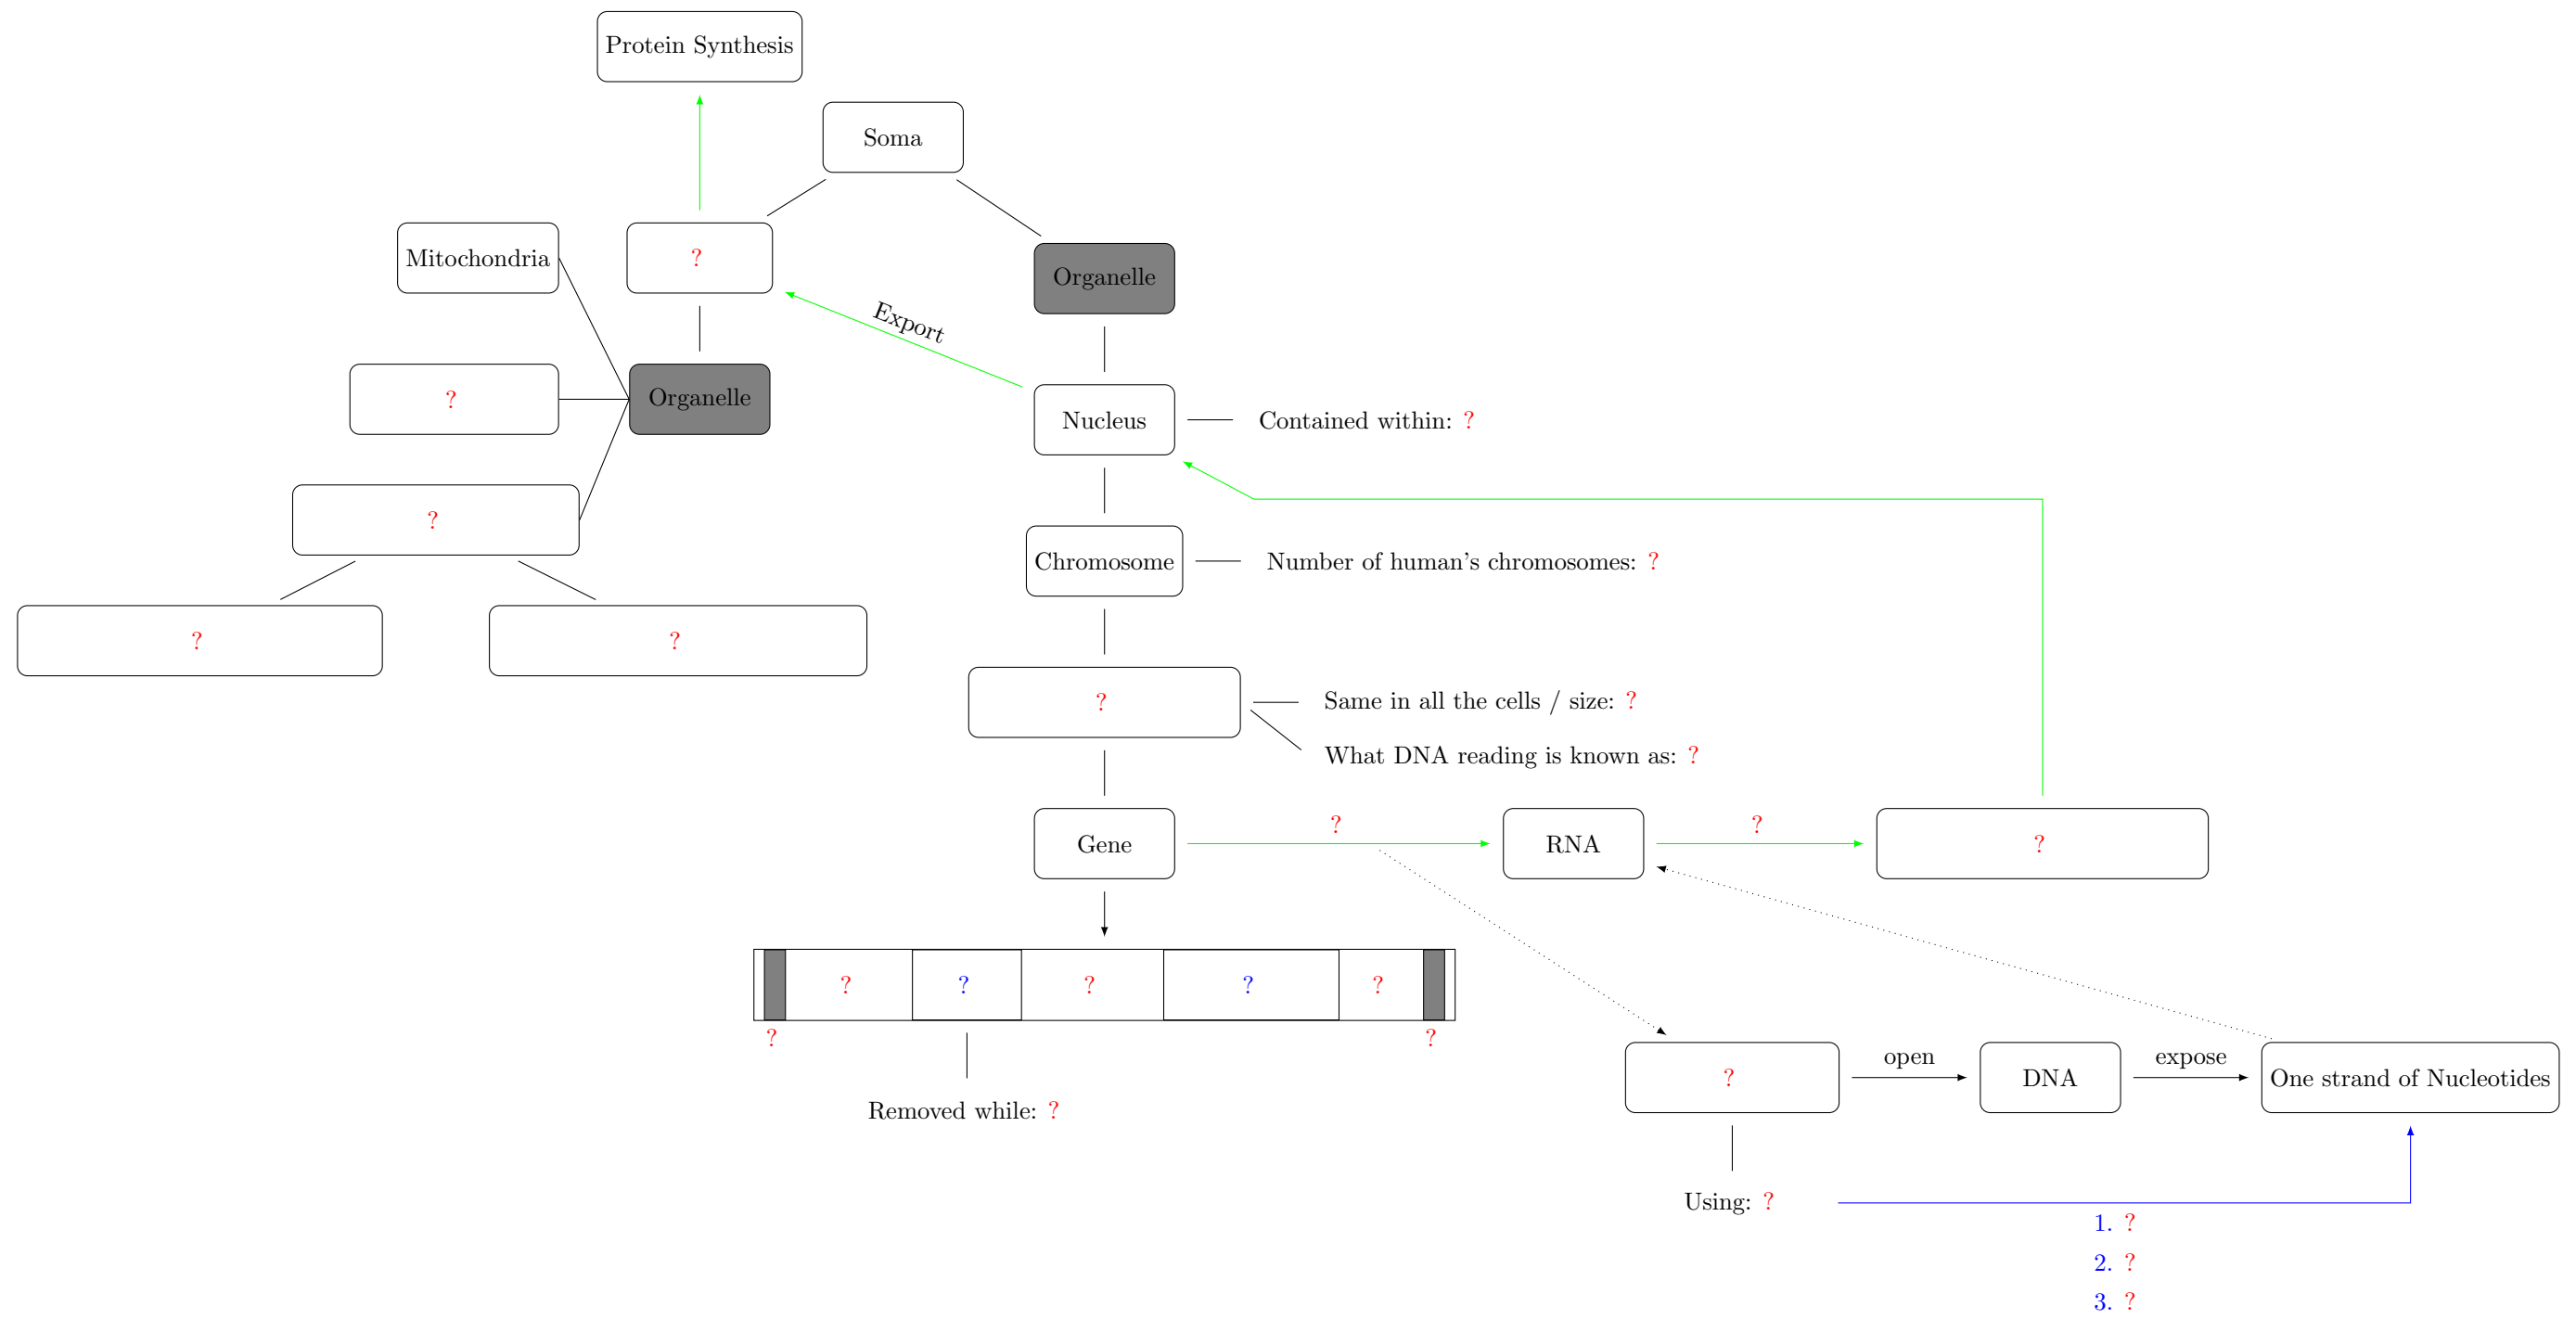 Protein Synthesis
Soma
Mitochondria
?
Organelle
Export
?
Organelle
Nucleus
Contained within: ?
?
Chromosome
Number of human's chromosomes: ?
?
?
?
Same in all the cells / size: ?
What DNA reading is known as: ?
Gene
?
RNA
?
?
?
?
?
?
?
?
?
Removed while: ?
?
open
DNA
expose
One strand of Nucleotides
Using: ?
1. ?
2. ?
3. ?